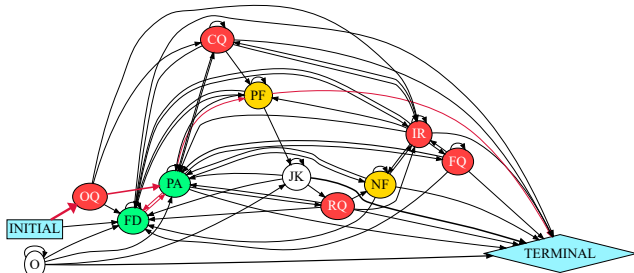 CQ
PF
IR
FQ
JK
PA
NF
OQ
RQ
FD
INITIAL
TERMINAL
O